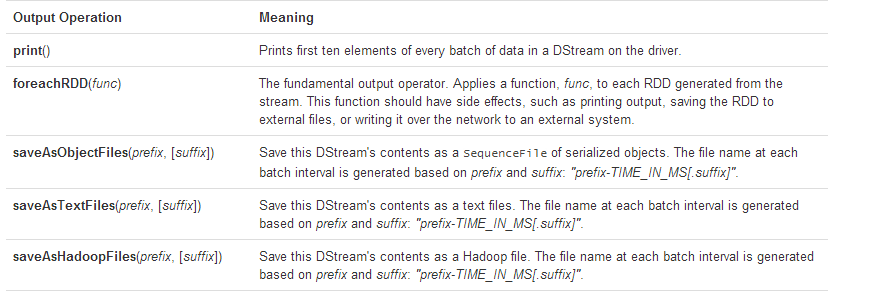 Output Operation Meaning
print() Prints first ten elements of every batch of data in a DStream on the driver.
foreachRDD(func) The fundamental output operator. Applies a function, func, to each RDD generated from the
stream. This function should have side effects, such as printing output, saving the RDD to
external files, or writing it over the network to an external system.
saveAsObjectFiles(prefix, [suffix]) Save this DStream's contents as a SequenceFile of serialized objects. The file name at each
batch interval is generated based on prefix and suffix: "prefix-TIME_IN_MS[.suffix]".
saveAsTextFiles(prefix, [suffix]) Save this DStream's contents as a text files. The file name at each batch interval is generated
based on prefix and suffix: "prefix-TIME_IN_MS[.suffix]".
saveAsHadoopFiles(prefix, [suffix]) Save this DStream's contents as a Hadoop file. The file name at each batch interval is generated
based on prefix and suffix: "prefix-TIME_IN_MS[.suffix]".